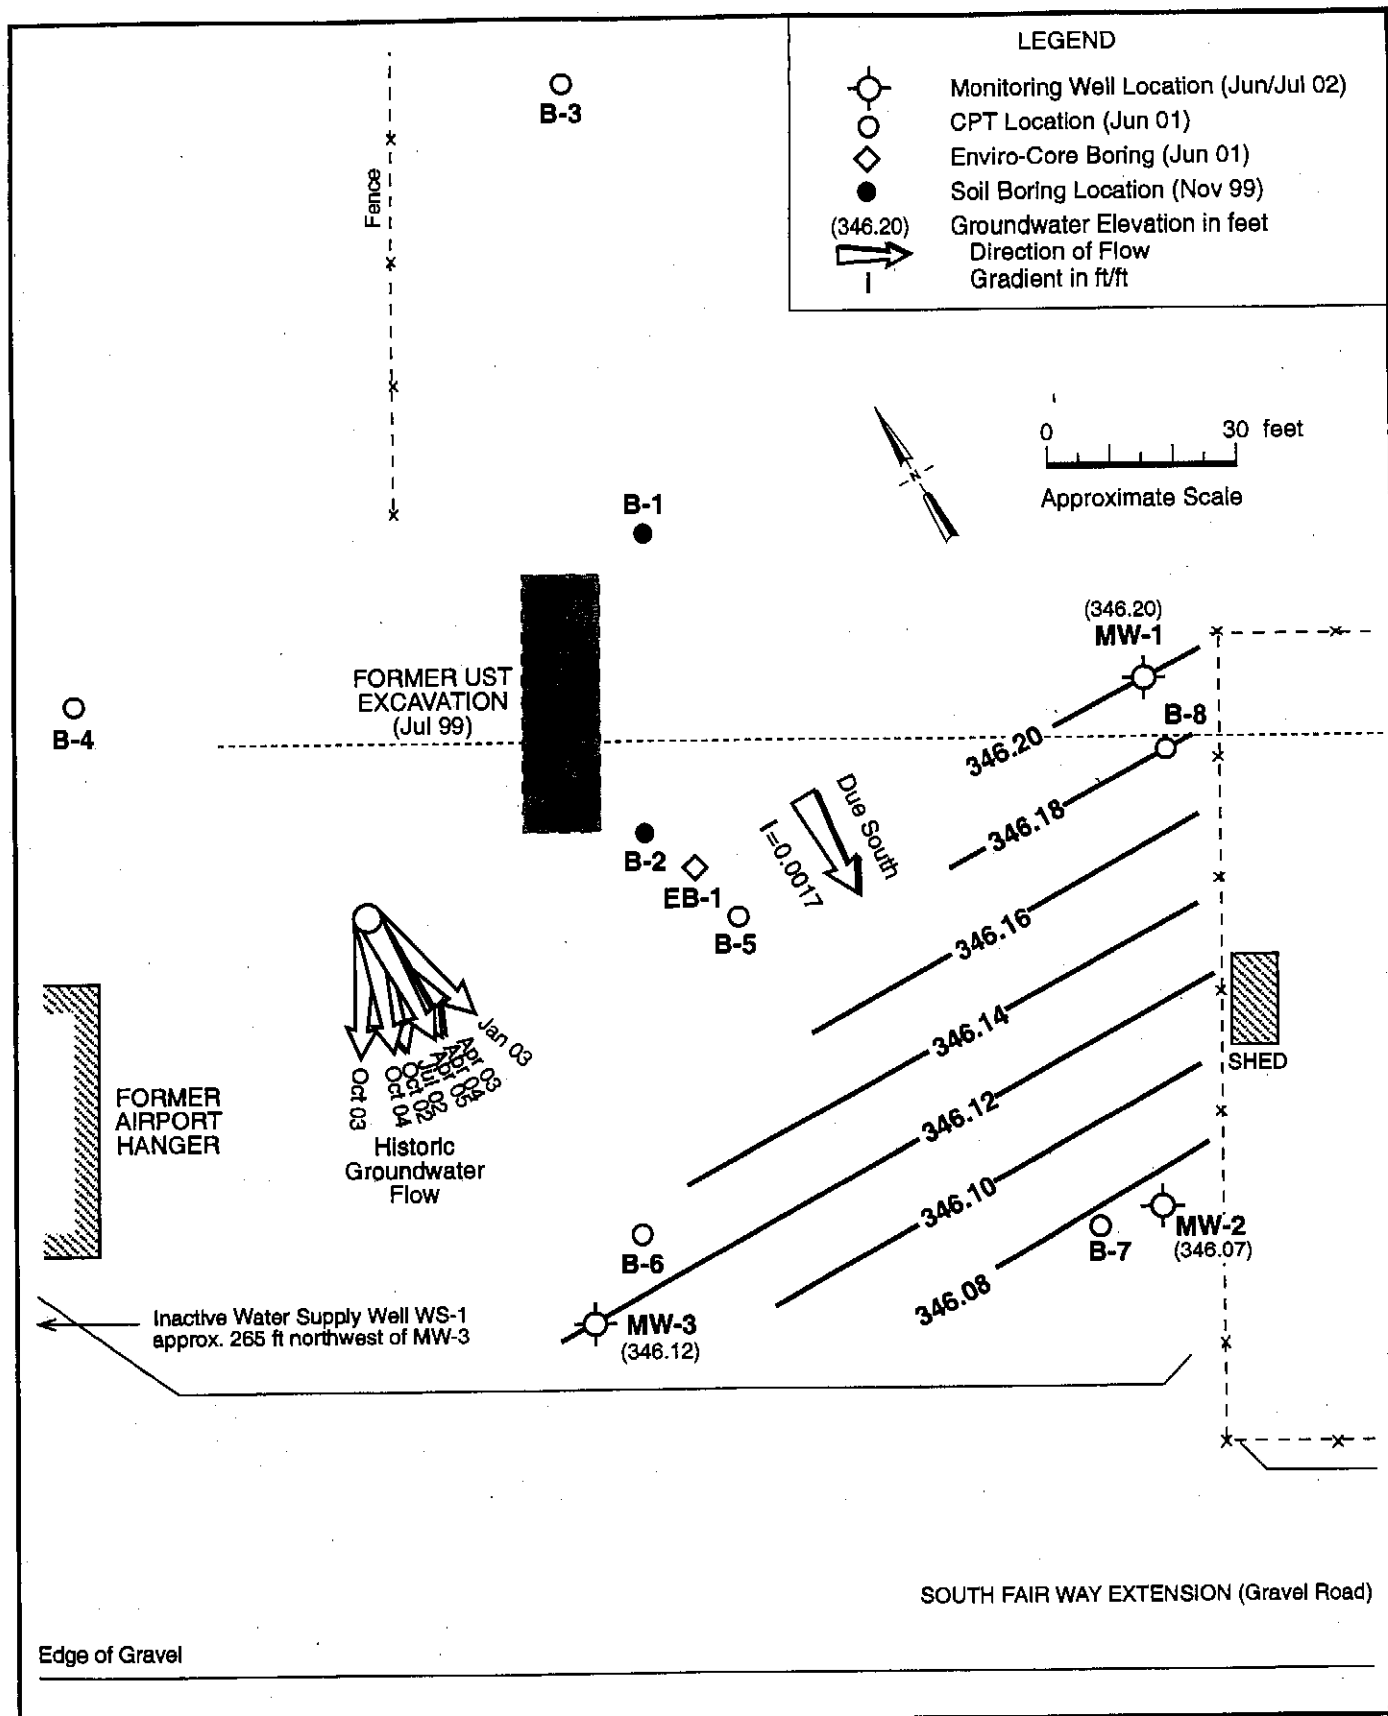 LEGEND
Monitoring Well Location (Jun/Jul 02)
CPT Location (Jun 01)
Enviro-Core Boring (Jun 01)
Soil Boring Location (Nov 99)
(346.20) Groundwater Elevation in feet
Direction of Flow
I Gradient in ft/ft
B-3
Fence
N
0 30 feet
Approximate Scale
B-1
(346.20)
MW-1
FORMER UST
EXCAVATION
(Jul 99)
B-4
B-8
346.20
346.18
Due South
I=0.0017
B-2
EB-1
B-5
346.16
346.14
346.12
346.10
346.08
SHED
Jan 03
Apr 03
Apr 04
Apr 05
Jul 02
Oct 02
Oct 04
Oct 03
Historic
Groundwater
Flow
FORMER
AIRPORT
HANGER
B-6
MW-2
(346.07)
B-7
Inactive Water Supply Well WS-1
approx. 265 ft northwest of MW-3
MW-3
(346.12)
SOUTH FAIR WAY EXTENSION (Gravel Road)
Edge of Gravel